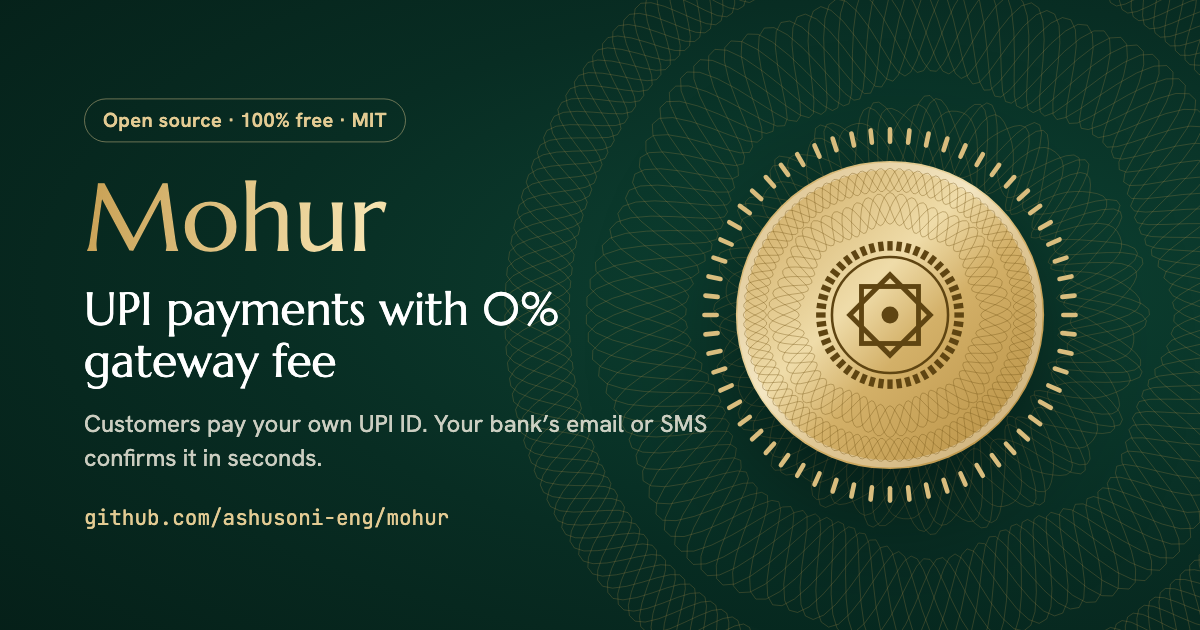 Open source · 100% free · MIT
Mohur
UPI payments with 0%
gateway fee
Customers pay your own UPI ID. Your bank’s email or SMS
confirms it in seconds.
github.com/ashusoni-eng/mohur